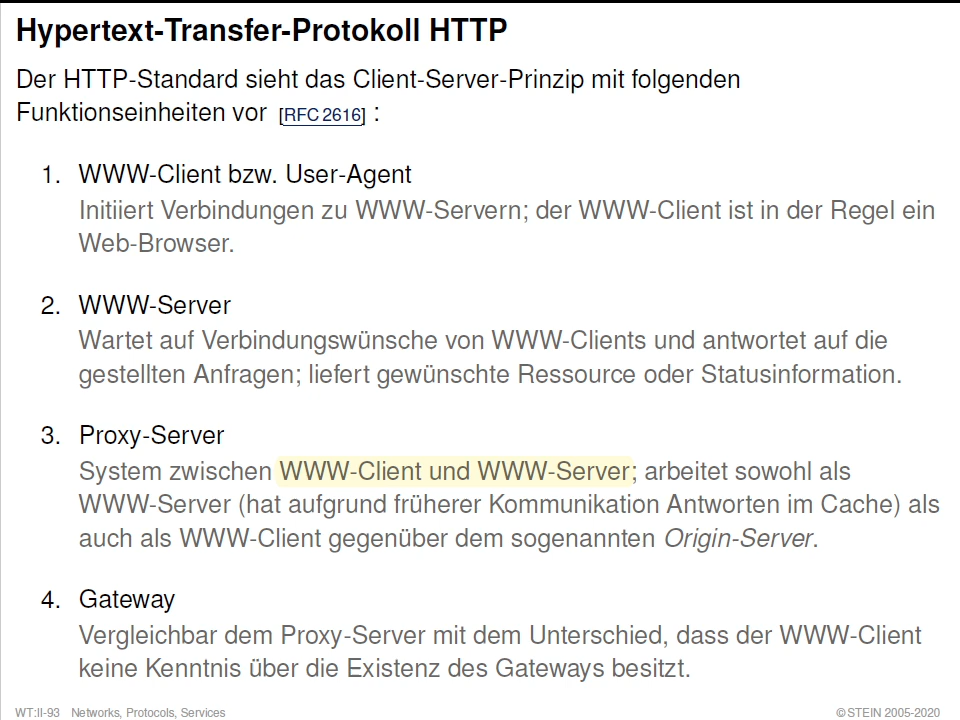 Hypertext-Transfer-Protokoll HTTP
Der HTTP-Standard sieht das Client-Server-Prinzip mit folgenden
Funktionseinheiten vor [RFC 2616] :
1. WWW-Client bzw. User-Agent
Initiiert Verbindungen zu WWW-Servern; der WWW-Client ist in der Regel ein
Web-Browser.
2. WWW-Server
Wartet auf Verbindungswünsche von WWW-Clients und antwortet auf die
gestellten Anfragen; liefert gewünschte Ressource oder Statusinformation.
3. Proxy-Server
System zwischen WWW-Client und WWW-Server; arbeitet sowohl als
WWW-Server (hat aufgrund früherer Kommunikation Antworten im Cache) als
auch als WWW-Client gegenüber dem sogenannten Origin-Server.
4. Gateway
Vergleichbar dem Proxy-Server mit dem Unterschied, dass der WWW-Client
keine Kenntnis über die Existenz des Gateways besitzt.
WT:II-93 Networks, Protocols, Services
© STEIN 2005-2020